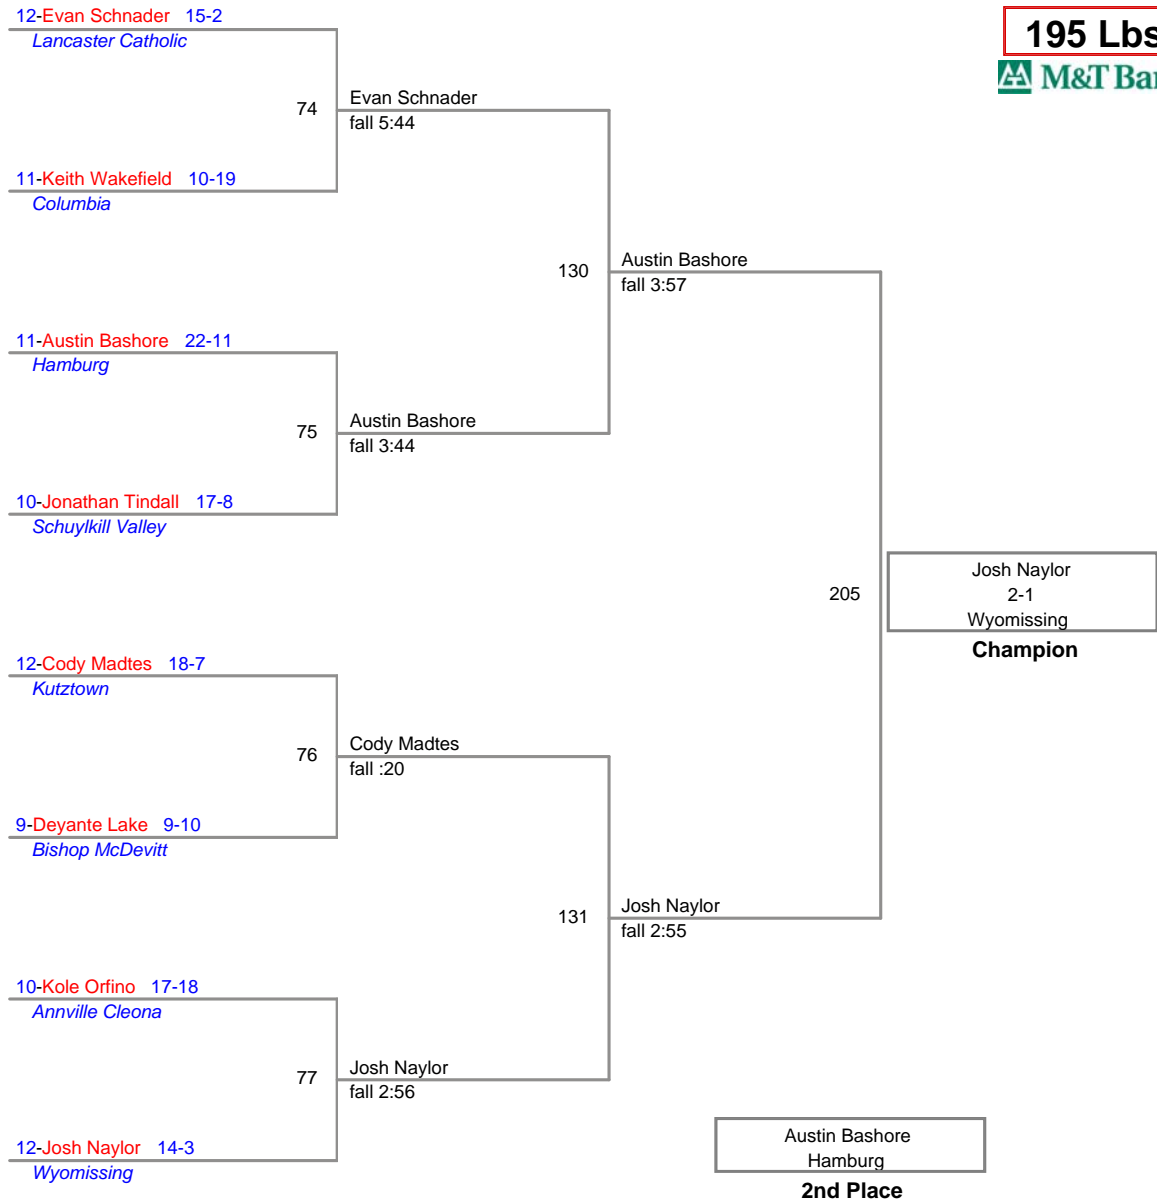 12-Evan Schnader 15-2
Lancaster Catholic
195 Lbs
M&T Ban
74
Evan Schnader
fall 5:44
11-Keith Wakefield 10-19
Columbia
130
Austin Bashore
fall 3:57
11-Austin Bashore 22-11
Hamburg
75
Austin Bashore
fall 3:44
10-Jonathan Tindall 17-8
Schuylkill Valley
205
Josh Naylor
2-1
Wyomissing
Champion
12-Cody Madtes 18-7
Kutztown
76
Cody Madtes
fall :20
9-Deyante Lake 9-10
Bishop McDevitt
131
Josh Naylor
fall 2:55
10-Kole Orfino 17-18
Annville Cleona
77
Josh Naylor
fall 2:56
12-Josh Naylor 14-3
Wyomissing
Austin Bashore
Hamburg
2nd Place